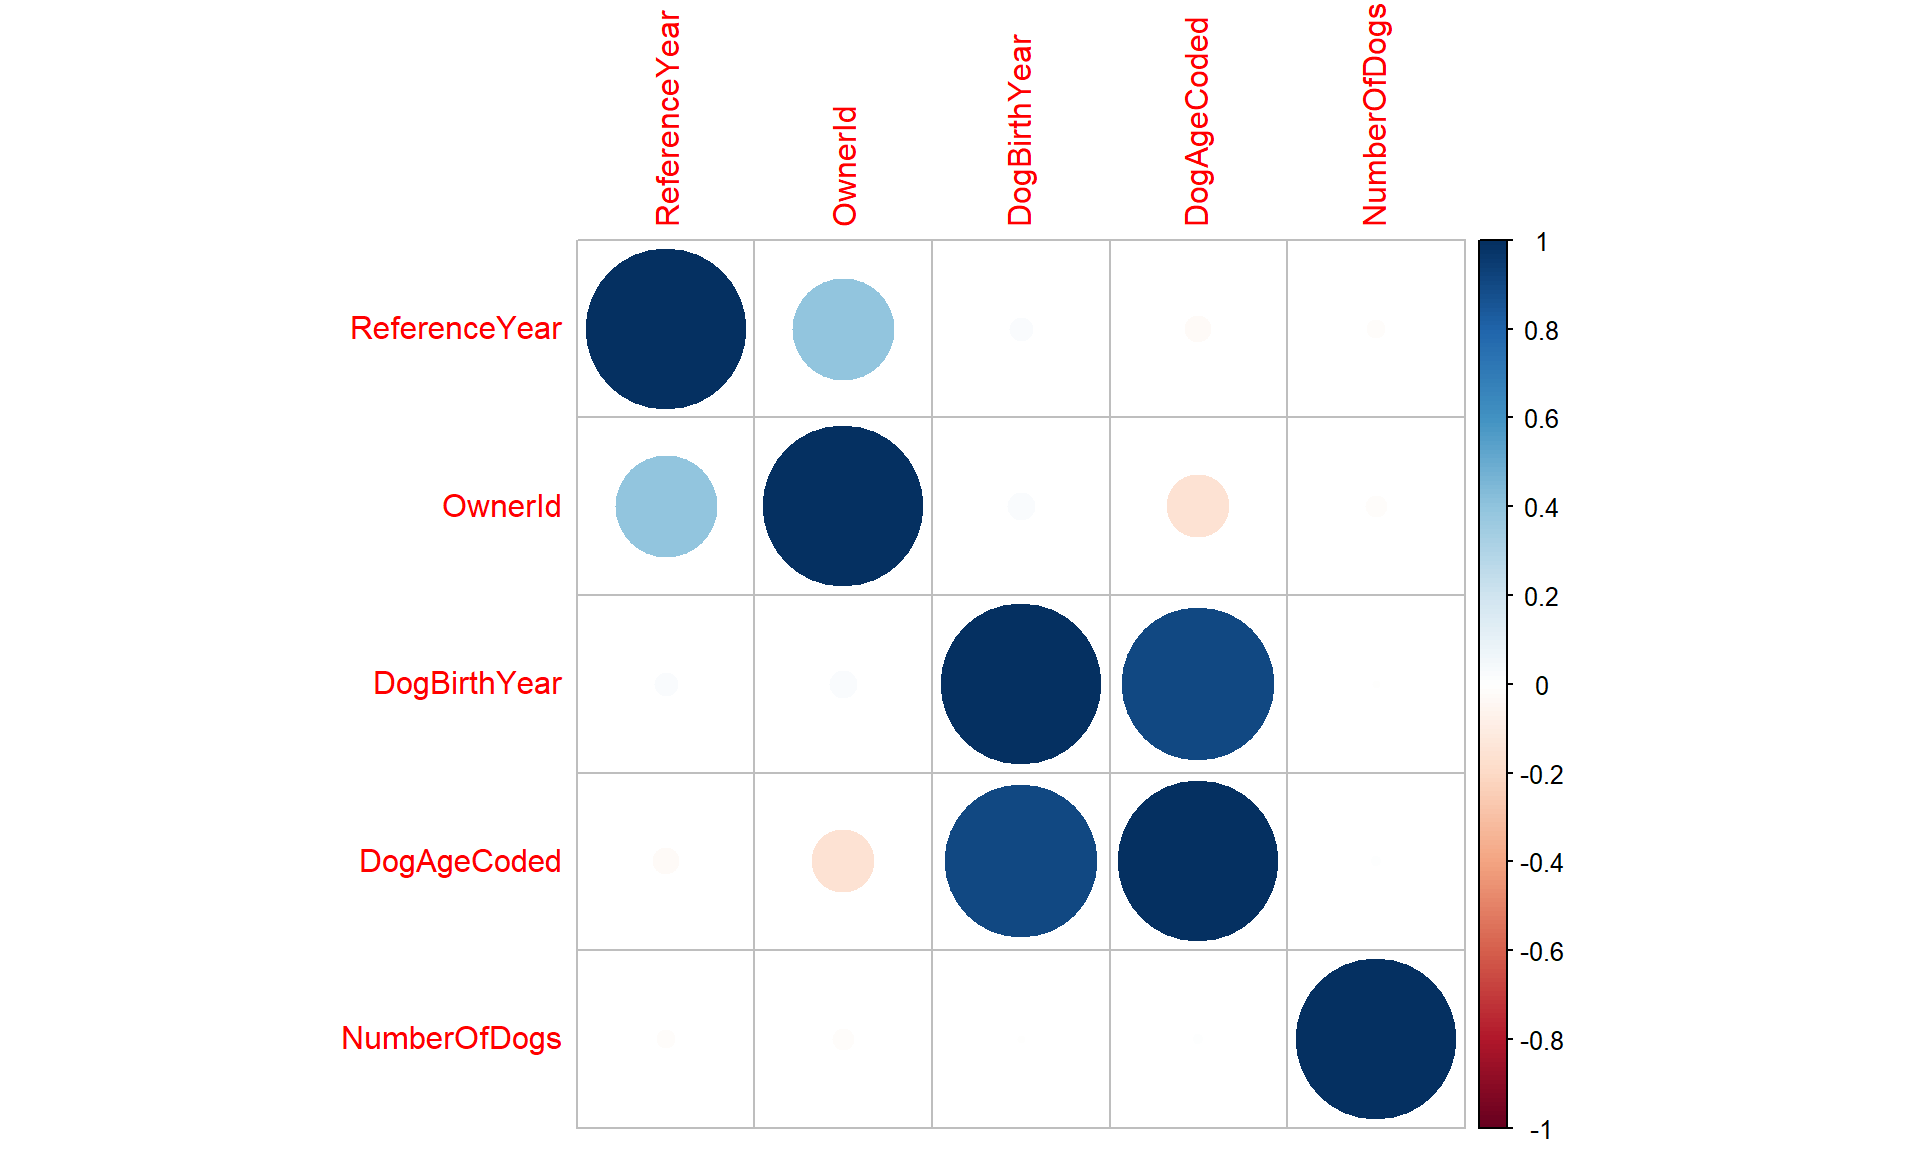 ReferenceYear
OwnerId
DogBirthYear
DogAgeCoded
NumberOfDogs
ReferenceYear
OwnerId
DogBirthYear
DogAgeCoded
NumberOfDogs
1
0.8
0.6
0.4
0.2
0
-0.2
-0.4
-0.6
-0.8
-1